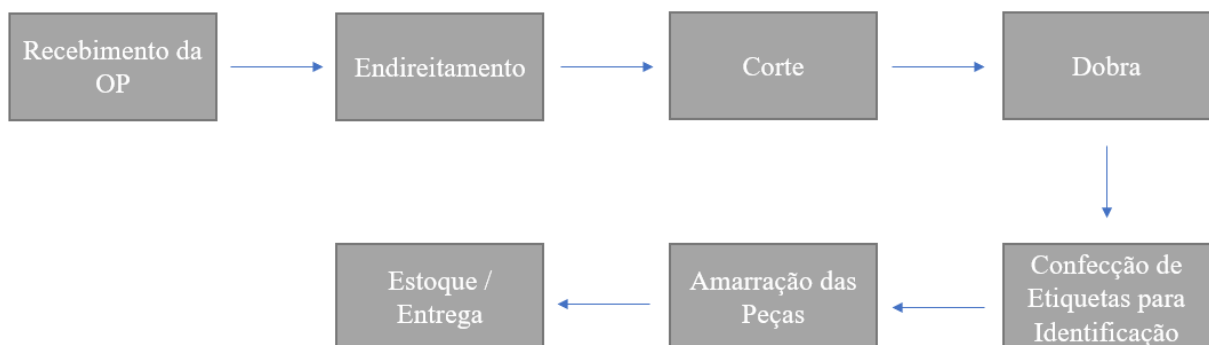 Recebimento da
OP
Endireitamento
Corte
Dobra
Confecção de
Etiquetas para
Identificação
Amarração das
Peças
Estoque /
Entrega